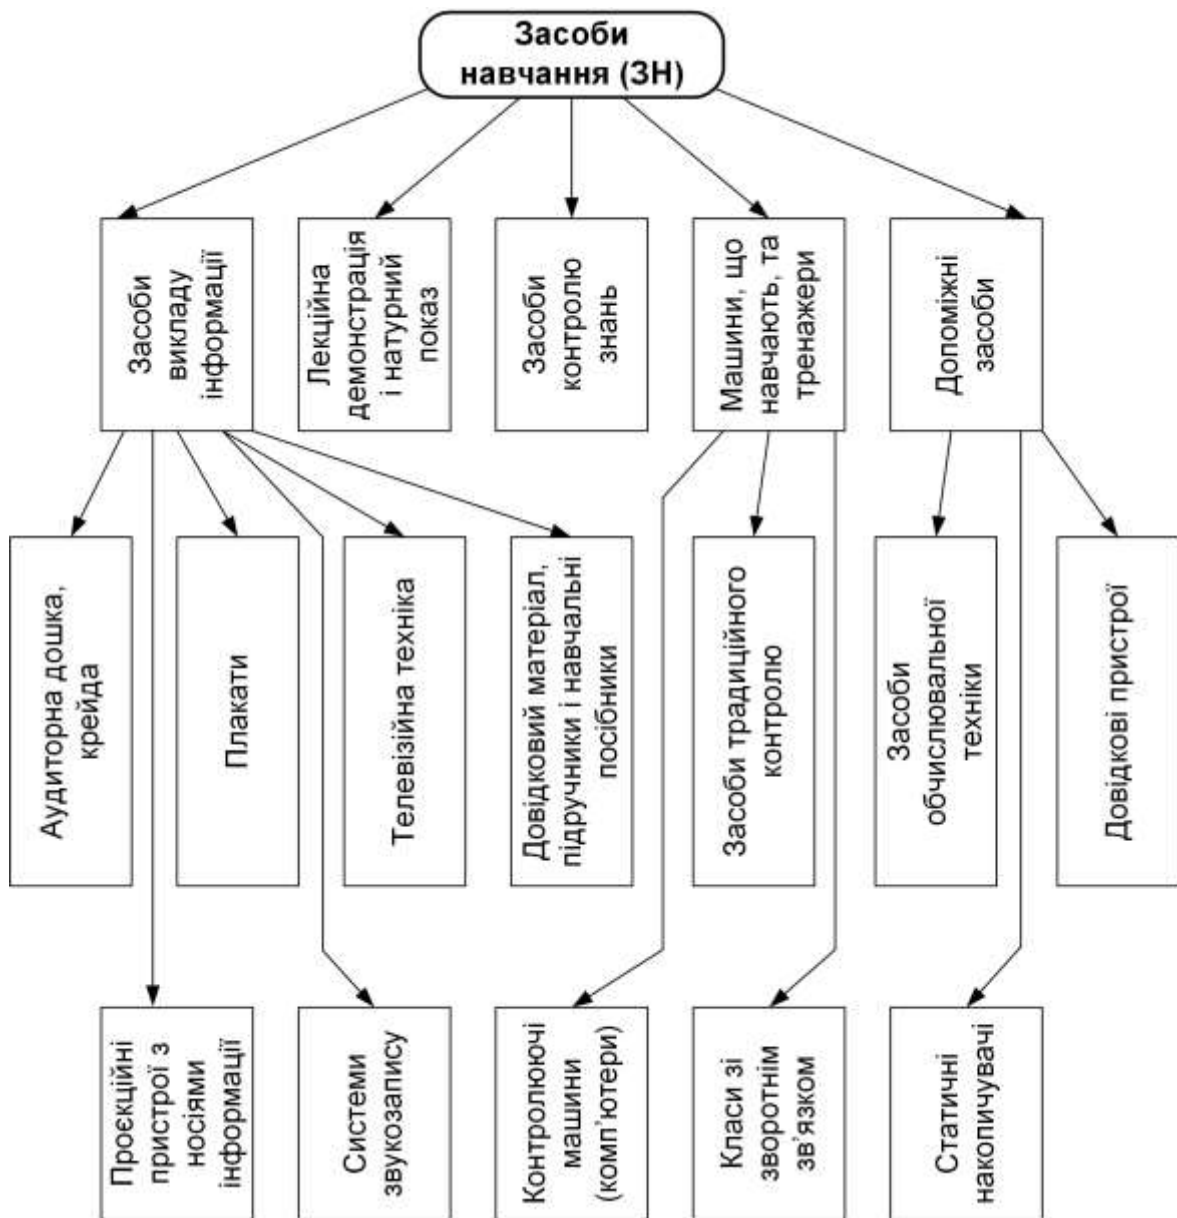 Засоби
навчання (ЗН)
Засоби
викладу
інформації
Лекційна
демонстрація
і натурний
показ
Засоби
контролю
знань
Машини, що
навчають, та
тренажери
Допоміжні
засоби
Аудиторна дошка,
крейда
Плакати
Телевізійна техніка
Довідковий матеріал,
підручники і навчальні
посібники
Засоби традиційного
контролю
Засоби
обчислювальної
техніки
Довідкові пристрої
Проєкційні
пристрої з
носіями
інформації
Системи
звукозапису
Контролюючі
машини
(комп'ютери)
Класи зі
зворотнім
зв'язком
Статичні
накопичувачі